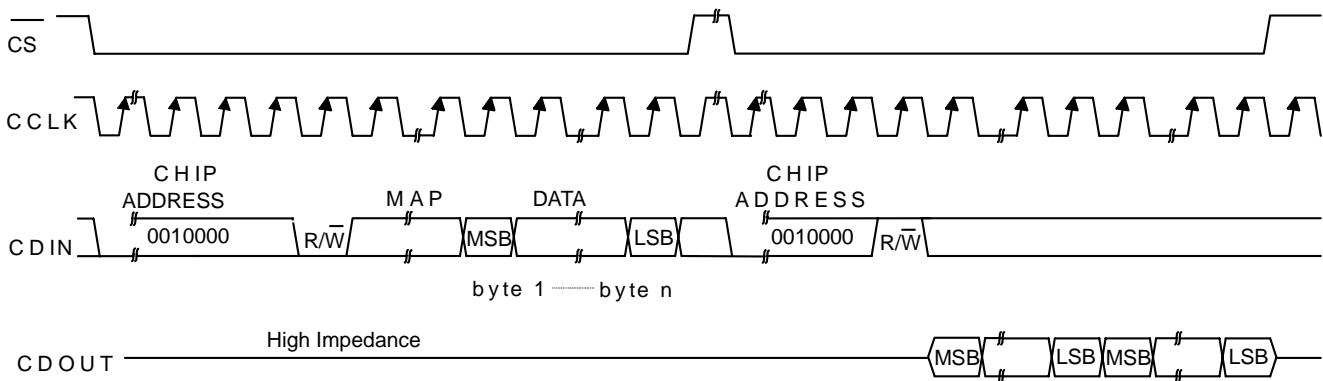 CS
CCLK
CHIP
ADDRESS
MAP
DATA
CHIP
ADDRESS
CDIN
0010000
R/W
MSB
LSB
0010000
R/W
byte 1
byte n
High Impedance
CDOUT
MSB
LSB
MSB
LSB